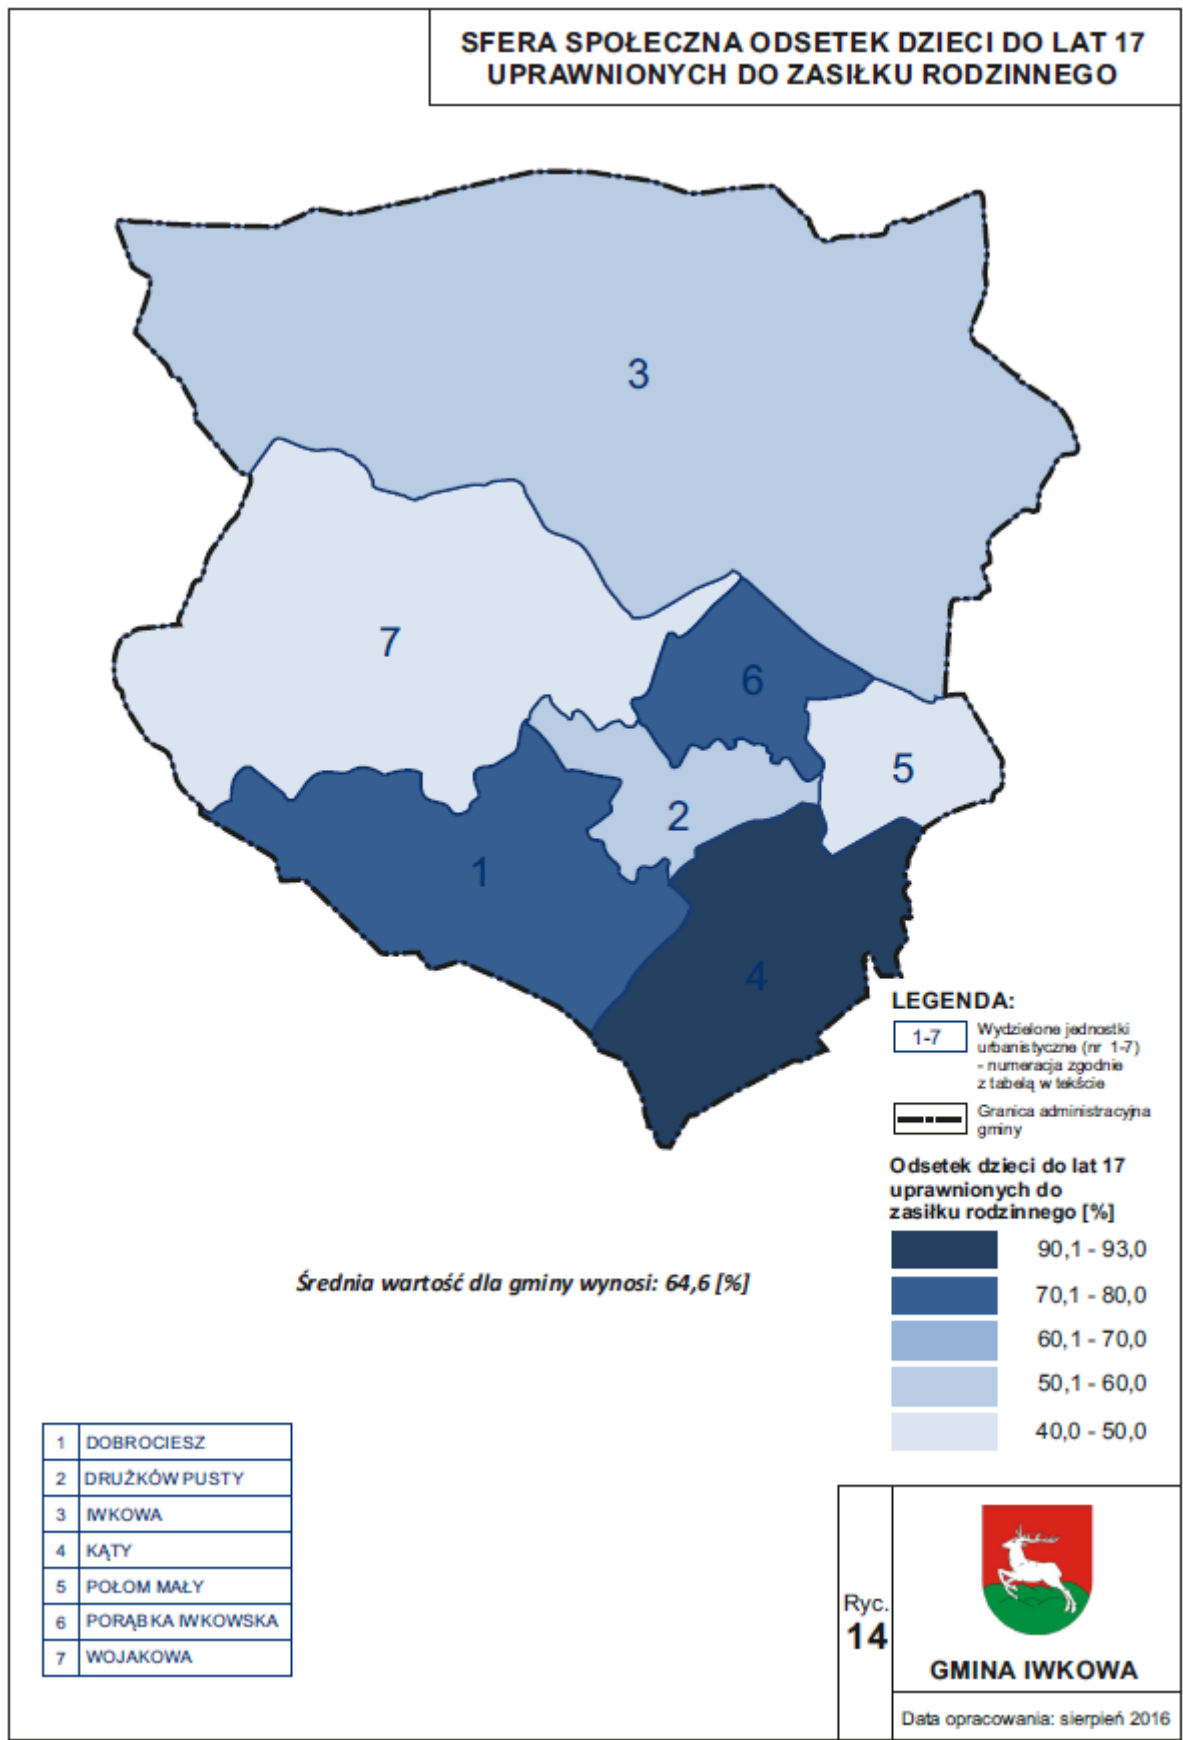 SFERA SPOŁECZNA ODSETEK DZIECI DO LAT 17
UPRAWNIONYCH DO ZASIŁKU RODZINNEGO
3
7
6
5
2
1
4
LEGENDA:
1-7
Wydzielone jednostki
urbanistyczne (nr 1-7)
- numeracja zgodnie
z tabelą w tekście
Granica administracyjna
gminy
Odsetek dzieci do lat 17
uprawnionych do
zasiłku rodzinnego [%]
90,1 - 93,0
70,1 - 80,0
60,1 - 70,0
50,1 - 60,0
40,0 - 50,0
Średnia wartość dla gminy wynosi: 64,6 [%]
1 DOBROCIESZ
2 DRUŻKÓW PUSTY
3 IWKOWA
4 KĄTY
5 POŁOM MAŁY
6 PORĄBKA IWKOWSKA
7 WOJAKOWA
Ryc.
14
GMINA IWKOWA
Data opracowania: sierpień 2016